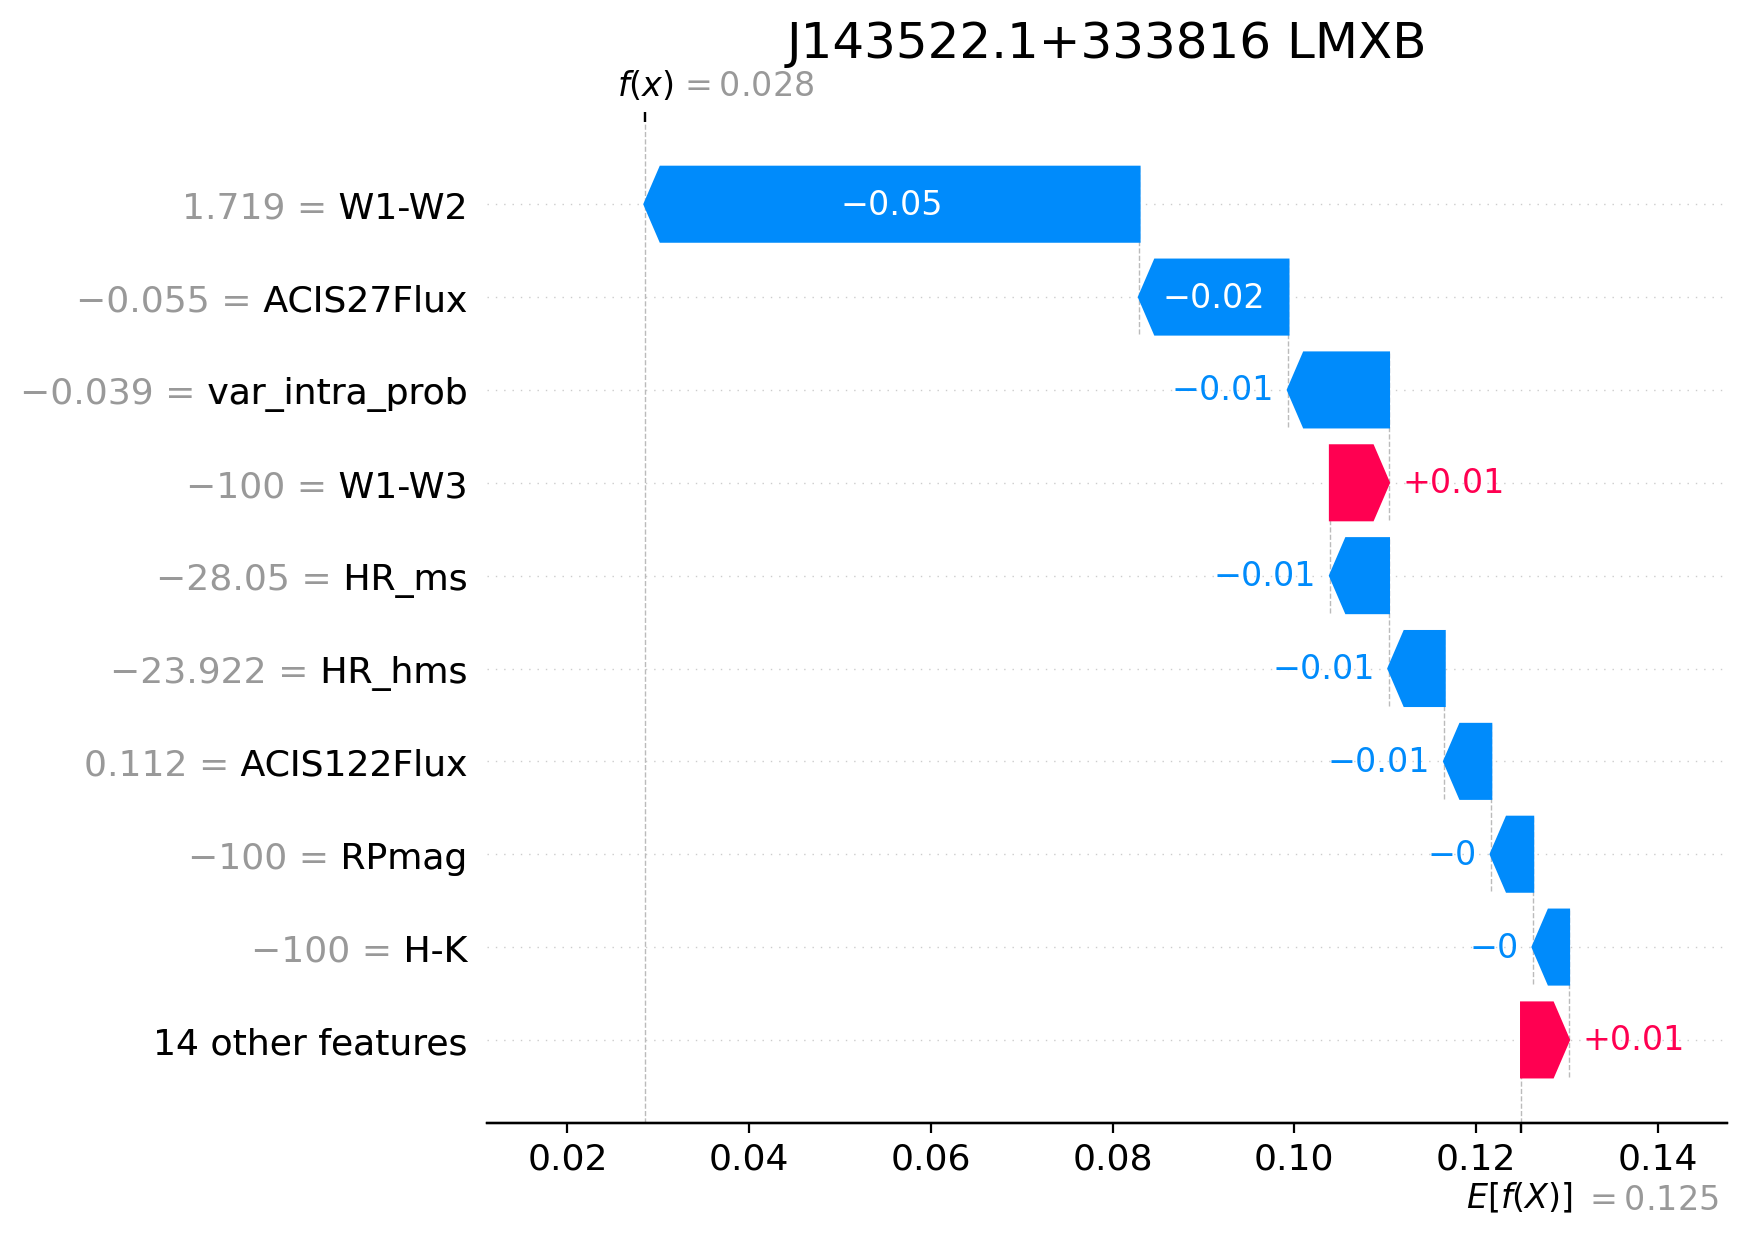 J143522.1+333816 LMXB
f(x) = 0.028
1.719 = W1-W2
−0.05
−0.055 = ACIS27Flux
−0.02
−0.039 = var_intra_prob
−0.01
−100 = W1-W3
+0.01
−28.05 = HR_ms
−0.01
−23.922 = HR_hms
−0.01
0.112 = ACIS122Flux
−0.01
−100 = RPmag
−0
−100 = H-K
−0
14 other features
+0.01
0.02 0.04 0.06 0.08 0.10 0.12 0.14
E[f(X)] = 0.125